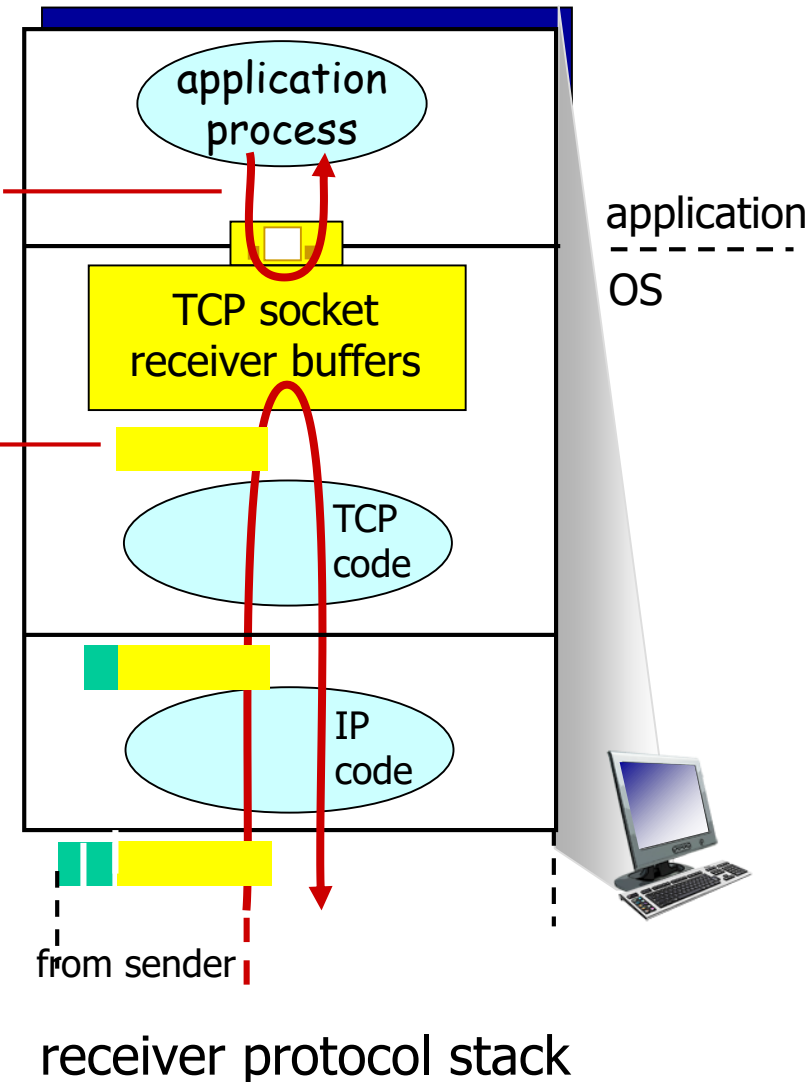 application
process
application
OS
TCP socket
receiver buffers
TCP
code
IP
code
from sender
receiver protocol stack